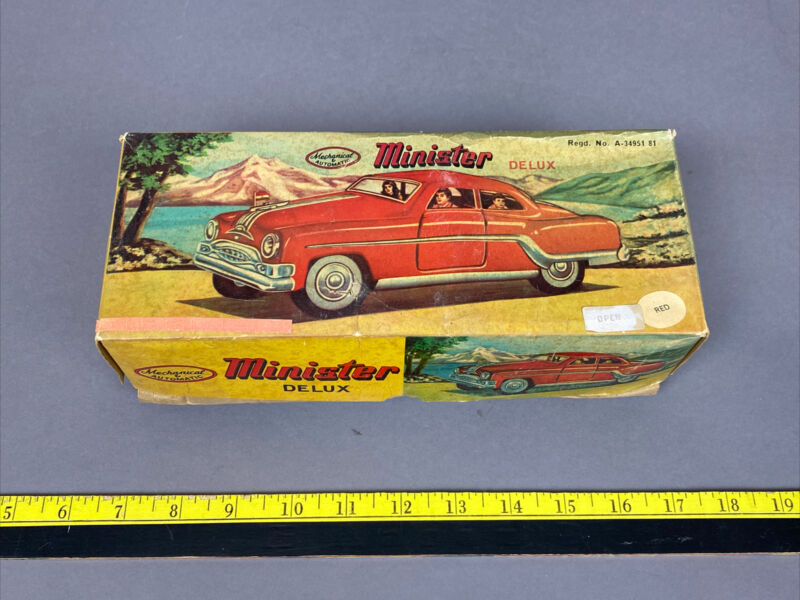 Mechanical
&
AUTOMATIC
Minister
DELUX
Regd. No. A-34951 81
OPEN
RED
Mechanical
&
AUTOMATIC
Minister
DELUX
5 6 7 8 9 10 11 12 13 14 15 16 17 18 19